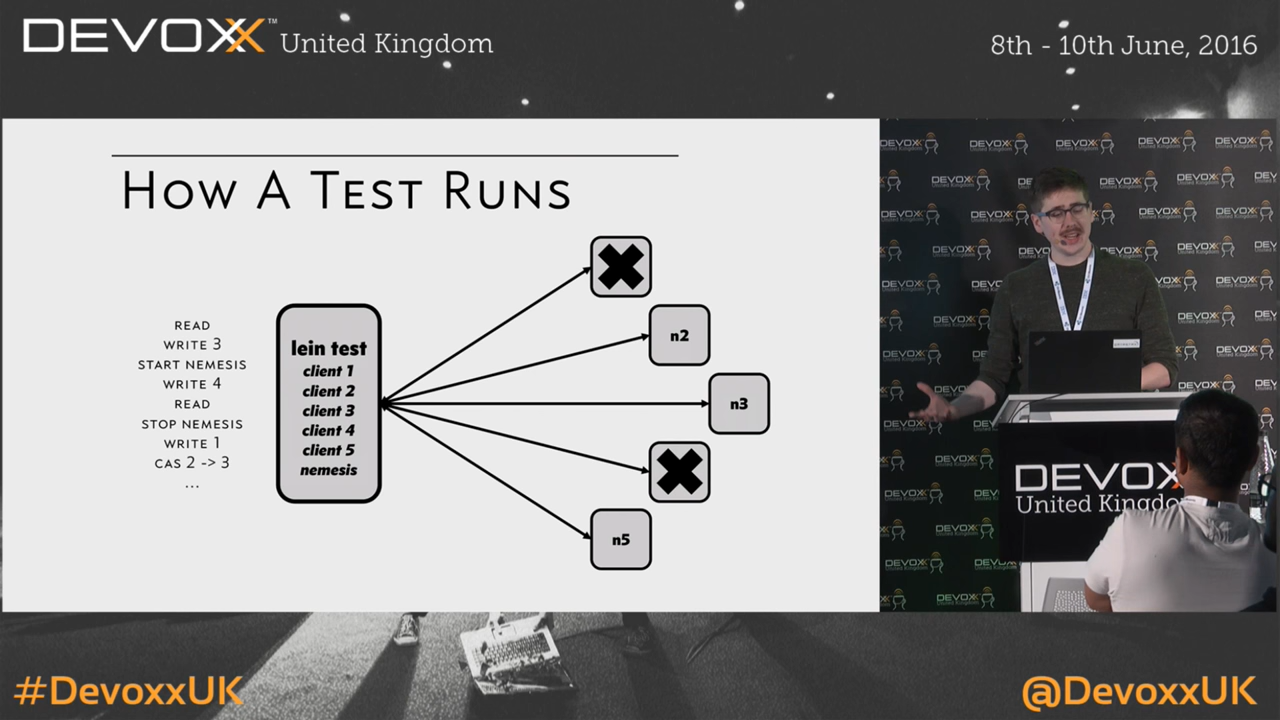 DEVOXX™ United Kingdom
8th - 10th June, 2016
HOW A TEST RUNS
READ
WRITE 3
START NEMESIS
WRITE 4
READ
STOP NEMESIS
WRITE 1
CAS 2 -> 3
...
lein test
client 1
client 2
client 3
client 4
client 5
nemesis
n2
n3
n5
DEVOXX
United Kingdom
#DevoxxUK
@DevoxxUK